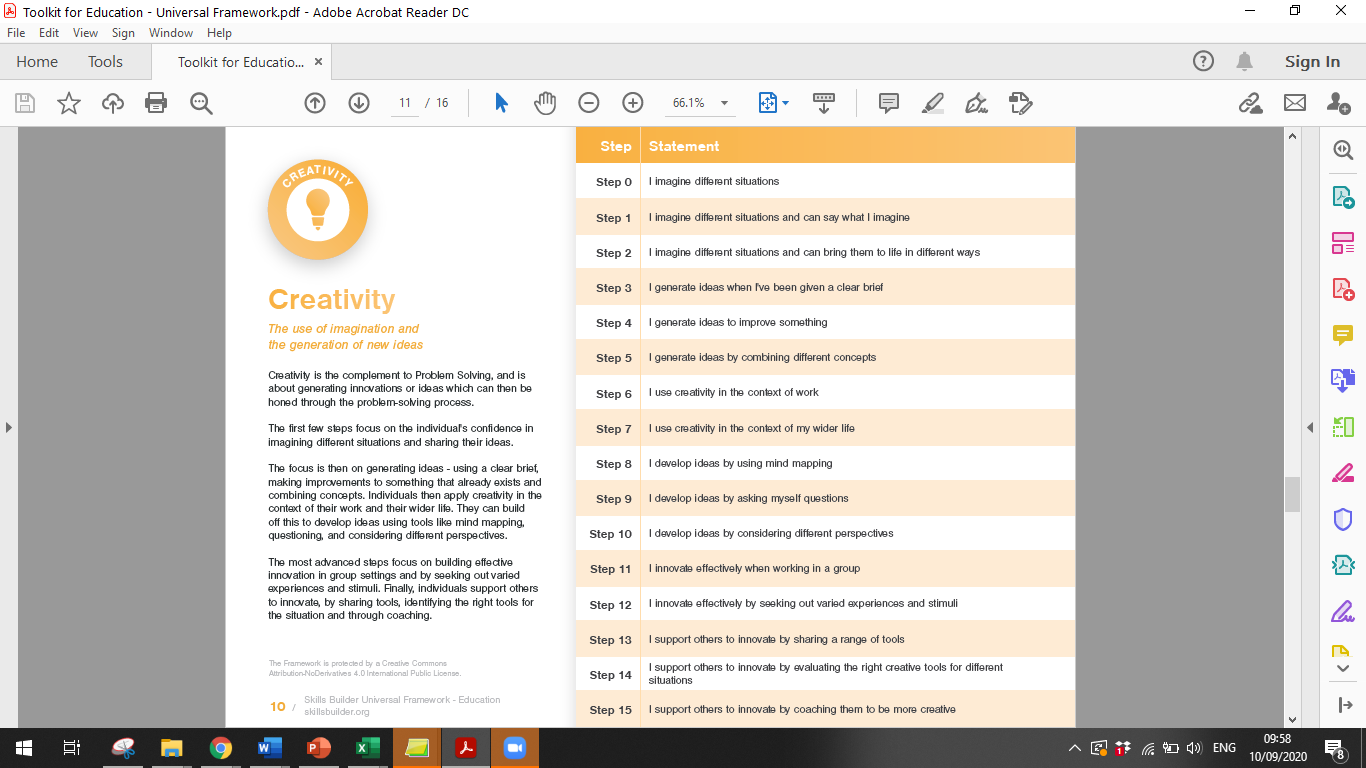 Toolkit for Education - Universal Framework.pdf - Adobe Acrobat Reader DC
File Edit View Sign Window Help
Home Tools Toolkit for Educatio... × Sign In
11 / 16 66.1%
CREATIVITY
Creativity
The use of imagination and
the generation of new ideas
Creativity is the complement to Problem Solving, and is
about generating innovations or ideas which can then be
honed through the problem-solving process.
The first few steps focus on the individual's confidence in
imagining different situations and sharing their ideas.
The focus is then on generating ideas - using a clear brief,
making improvements to something that already exists and
combining concepts. Individuals then apply creativity in the
context of their work and their wider life. They can build
off this to develop ideas using tools like mind mapping,
questioning, and considering different perspectives.
The most advanced steps focus on building effective
innovation in group settings and by seeking out varied
experiences and stimuli. Finally, individuals support others
to innovate, by sharing tools, identifying the right tools for
the situation and through coaching.
The Framework is protected by a Creative Commons
Attribution-NoDerivatives 4.0 International Public License.
10 / Skills Builder Universal Framework - Education
skillsbuilder.org
Step Statement
Step 0 I imagine different situations
Step 1 I imagine different situations and can say what I imagine
Step 2 I imagine different situations and can bring them to life in different ways
Step 3 I generate ideas when I've been given a clear brief
Step 4 I generate ideas to improve something
Step 5 I generate ideas by combining different concepts
Step 6 I use creativity in the context of work
Step 7 I use creativity in the context of my wider life
Step 8 I develop ideas by using mind mapping
Step 9 I develop ideas by asking myself questions
Step 10 I develop ideas by considering different perspectives
Step 11 I innovate effectively when working in a group
Step 12 I innovate effectively by seeking out varied experiences and stimuli
Step 13 I support others to innovate by sharing a range of tools
Step 14 I support others to innovate by evaluating the right creative tools for different
situations
Step 15 I support others to innovate by coaching them to be more creative
ENG
09:58
10/09/2020
8